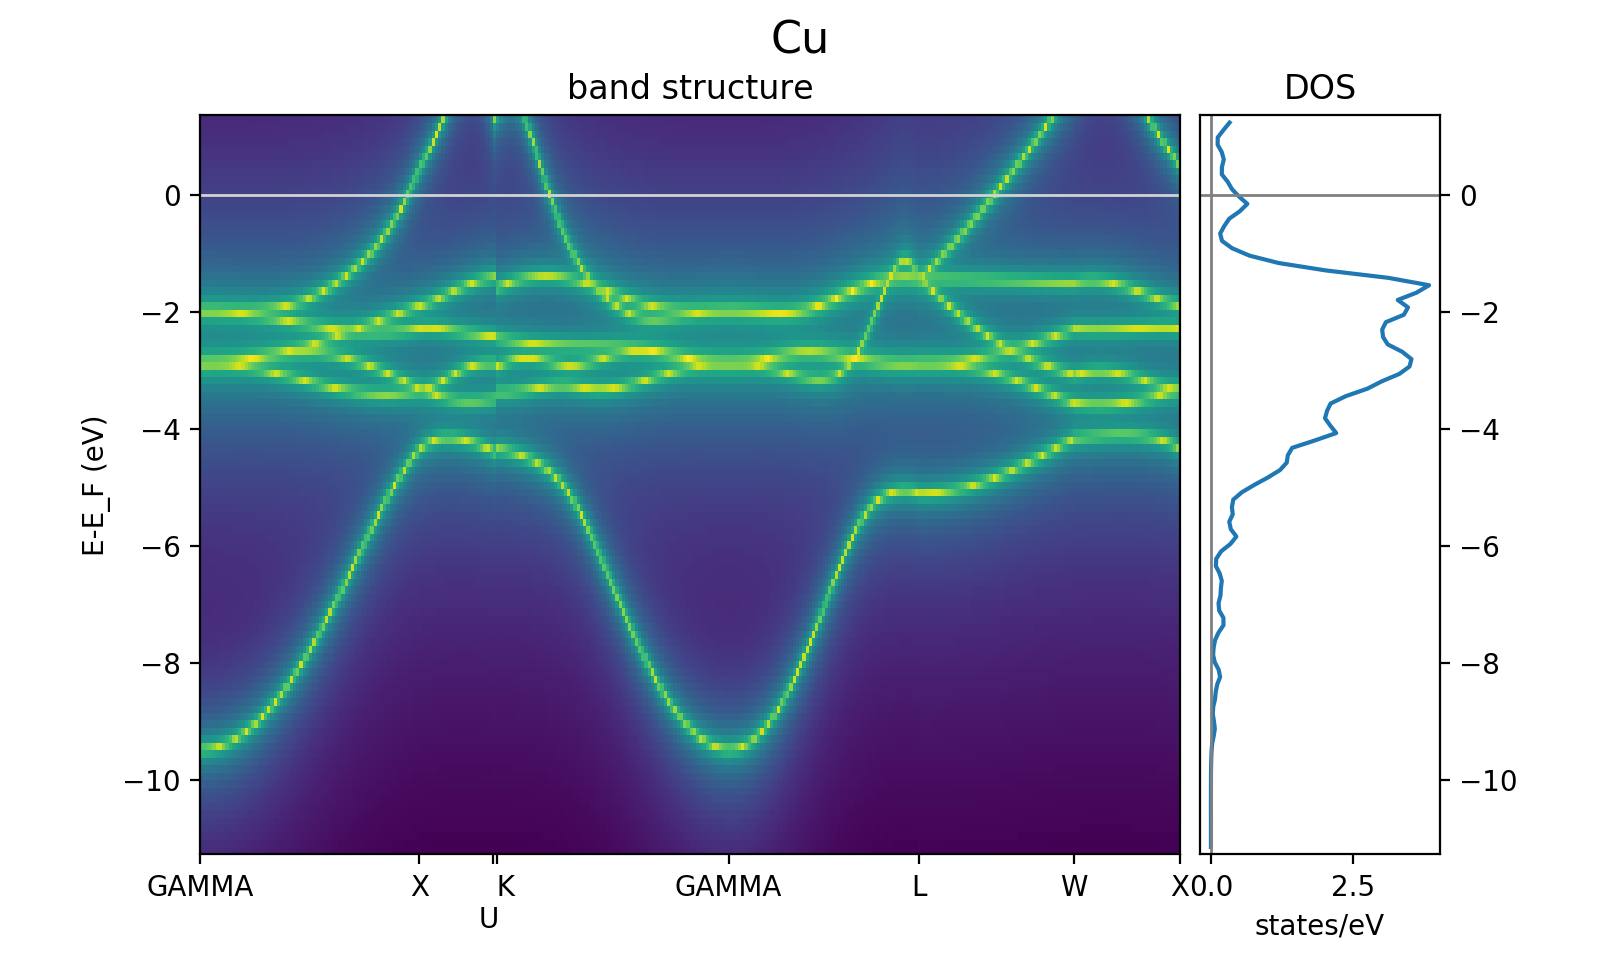 Cu
band structure
DOS
E-E_F (eV)
0
−2
−4
−6
−8
−10
0
−2
−4
−6
−8
−10
GAMMA X K GAMMA L W X
U
0.0 2.5
states/eV